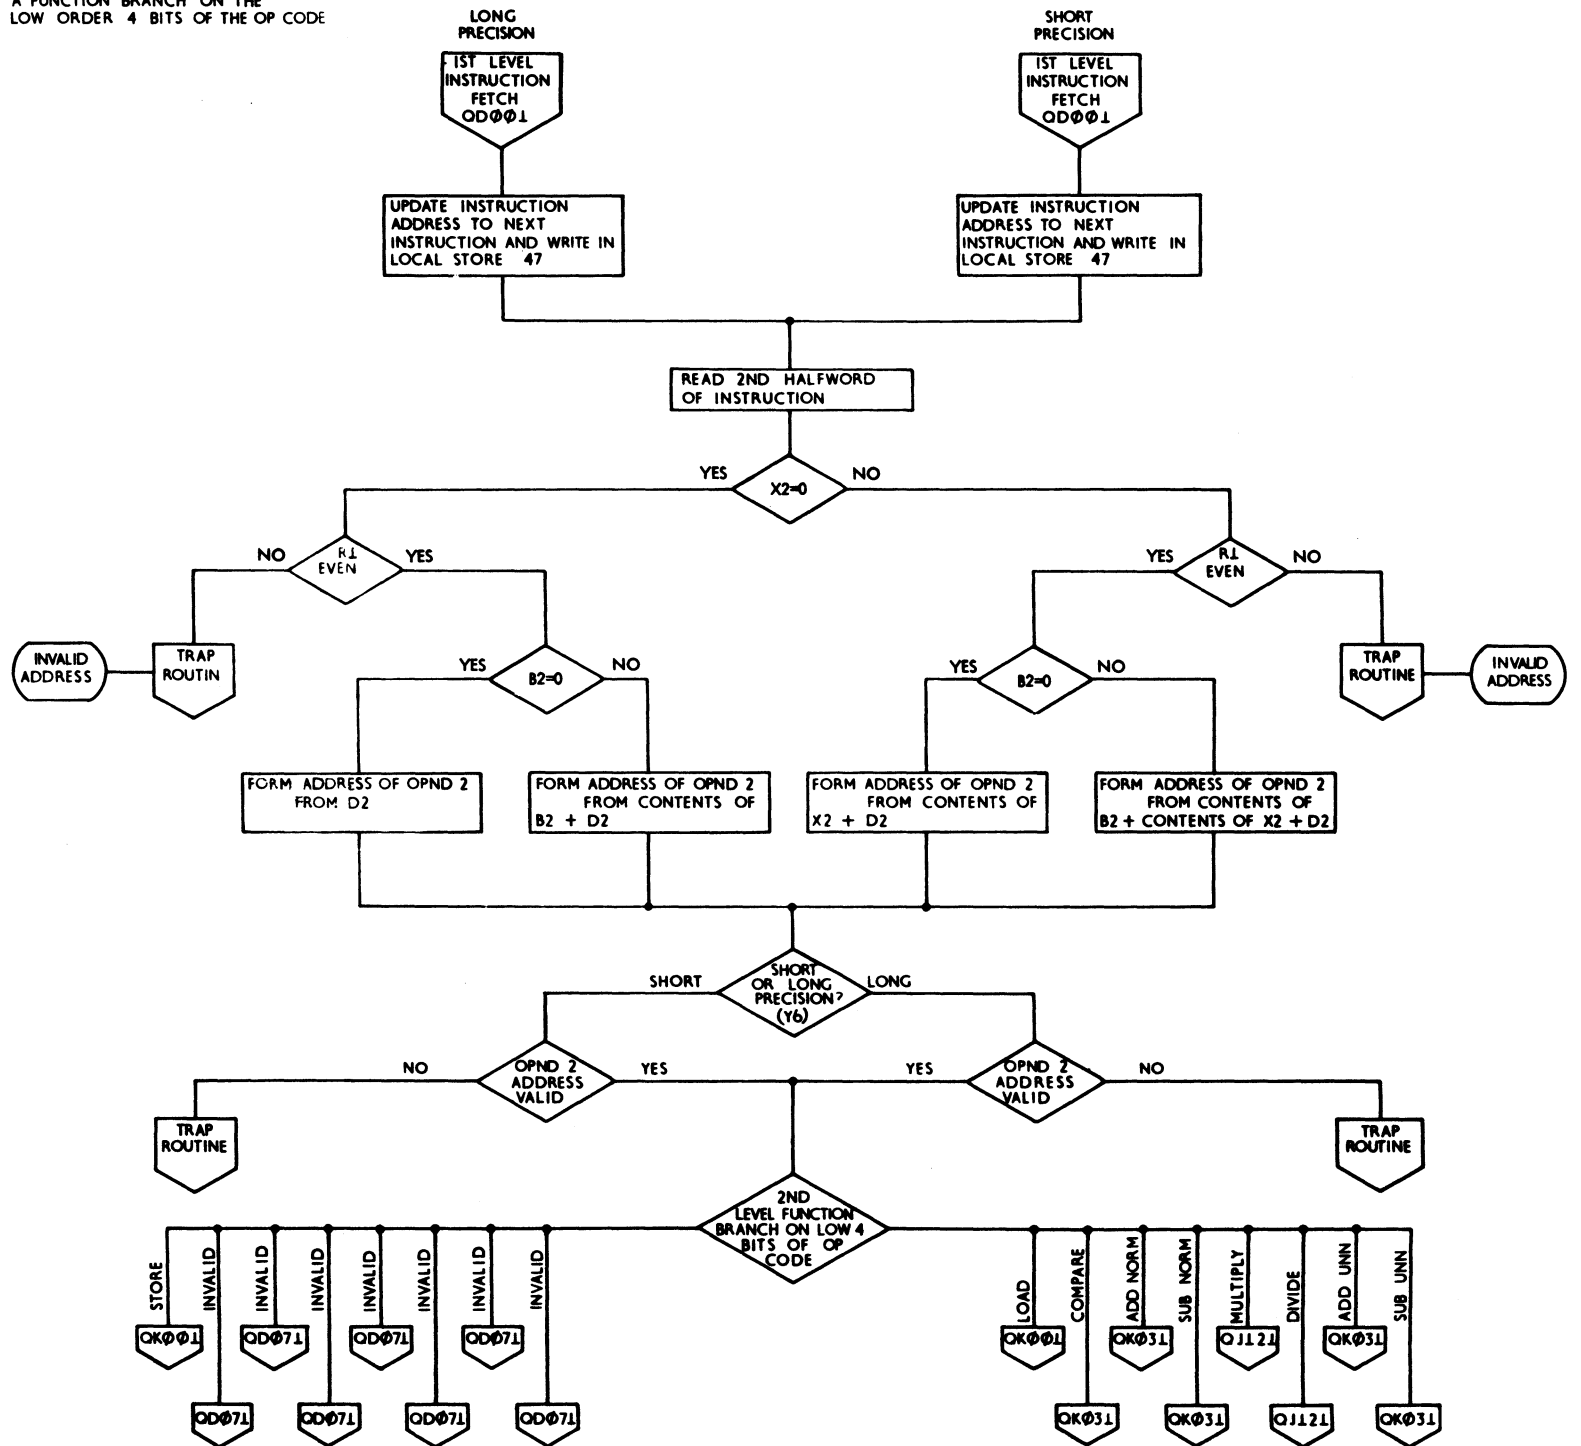 A FUNCTION BRANCH ON THE
LOW ORDER 4 BITS OF THE OP CODE
LONG
PRECISION
SHORT
PRECISION
1ST LEVEL
INSTRUCTION
FETCH
QDØØ1
1ST LEVEL
INSTRUCTION
FETCH
QDØØ1
UPDATE INSTRUCTION
ADDRESS TO NEXT
INSTRUCTION AND WRITE IN
LOCAL STORE 47
UPDATE INSTRUCTION
ADDRESS TO NEXT
INSTRUCTION AND WRITE IN
LOCAL STORE 47
READ 2ND HALFWORD
OF INSTRUCTION
YES
X2=0
NO
NO
R1
EVEN
YES
YES
R1
EVEN
NO
INVALID
ADDRESS
TRAP
ROUTIN
YES
B2=0
NO
YES
B2=0
NO
TRAP
ROUTINE
INVALID
ADDRESS
FORM ADDRESS OF OPND 2
FROM D2
FORM ADDRESS OF OPND 2
FROM CONTENTS OF
B2 + D2
FORM ADDRESS OF OPND 2
FROM CONTENTS OF
X2 + D2
FORM ADDRESS OF OPND 2
FROM CONTENTS OF
B2 + CONTENTS OF X2 + D2
SHORT
SHORT
OR LONG
PRECISION?
(Y6)
LONG
NO
OPND 2
ADDRESS
VALID
YES
YES
OPND 2
ADDRESS
VALID
NO
TRAP
ROUTINE
TRAP
ROUTINE
2ND
LEVEL FUNCTION
BRANCH ON LOW 4
BITS OF OP
CODE
STORE
INVALID
INVALID
INVALID
INVALID
INVALID
INVALID
INVALID
LOAD
COMPARE
ADD NORM
SUB NORM
MULTIPLY
DIVIDE
ADD UNN
SUB UNN
QKØØ1
QDØ71
QDØ71
QDØ71
QKØØ1
QKØ31
QJ121
QKØ31
QDØ71
QDØ71
QDØ71
QDØ71
QKØ31
QKØ31
QJ121
QKØ31